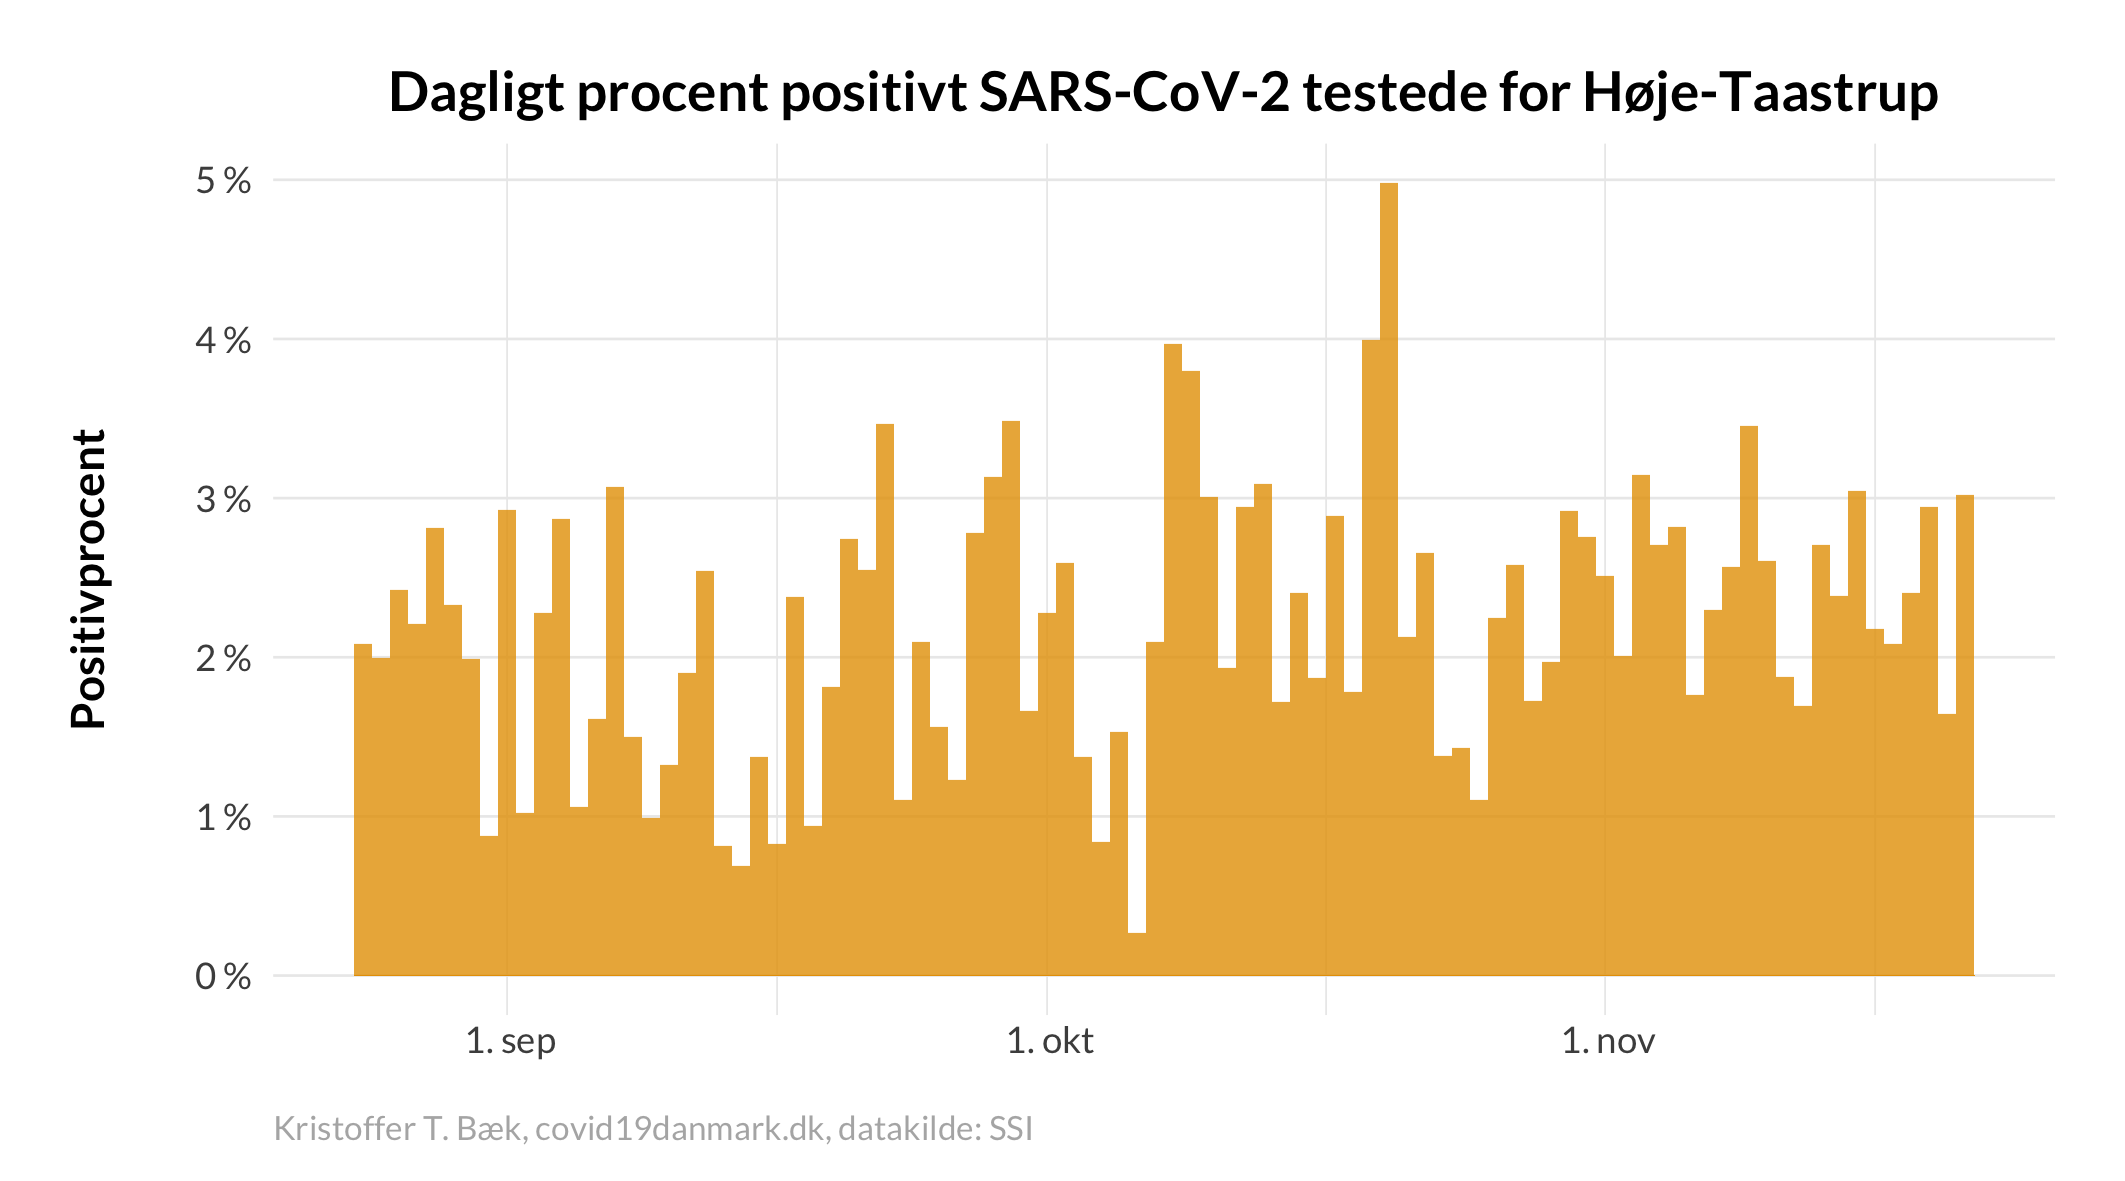 Dagligt procent positivt SARS-CoV-2 testede for Høje-Taastrup
Positivprocent
5 %
4 %
3 %
2 %
1 %
0 %
1. sep
1. okt
1. nov
Kristoffer T. Bæk, covid19danmark.dk, datakilde: SSI